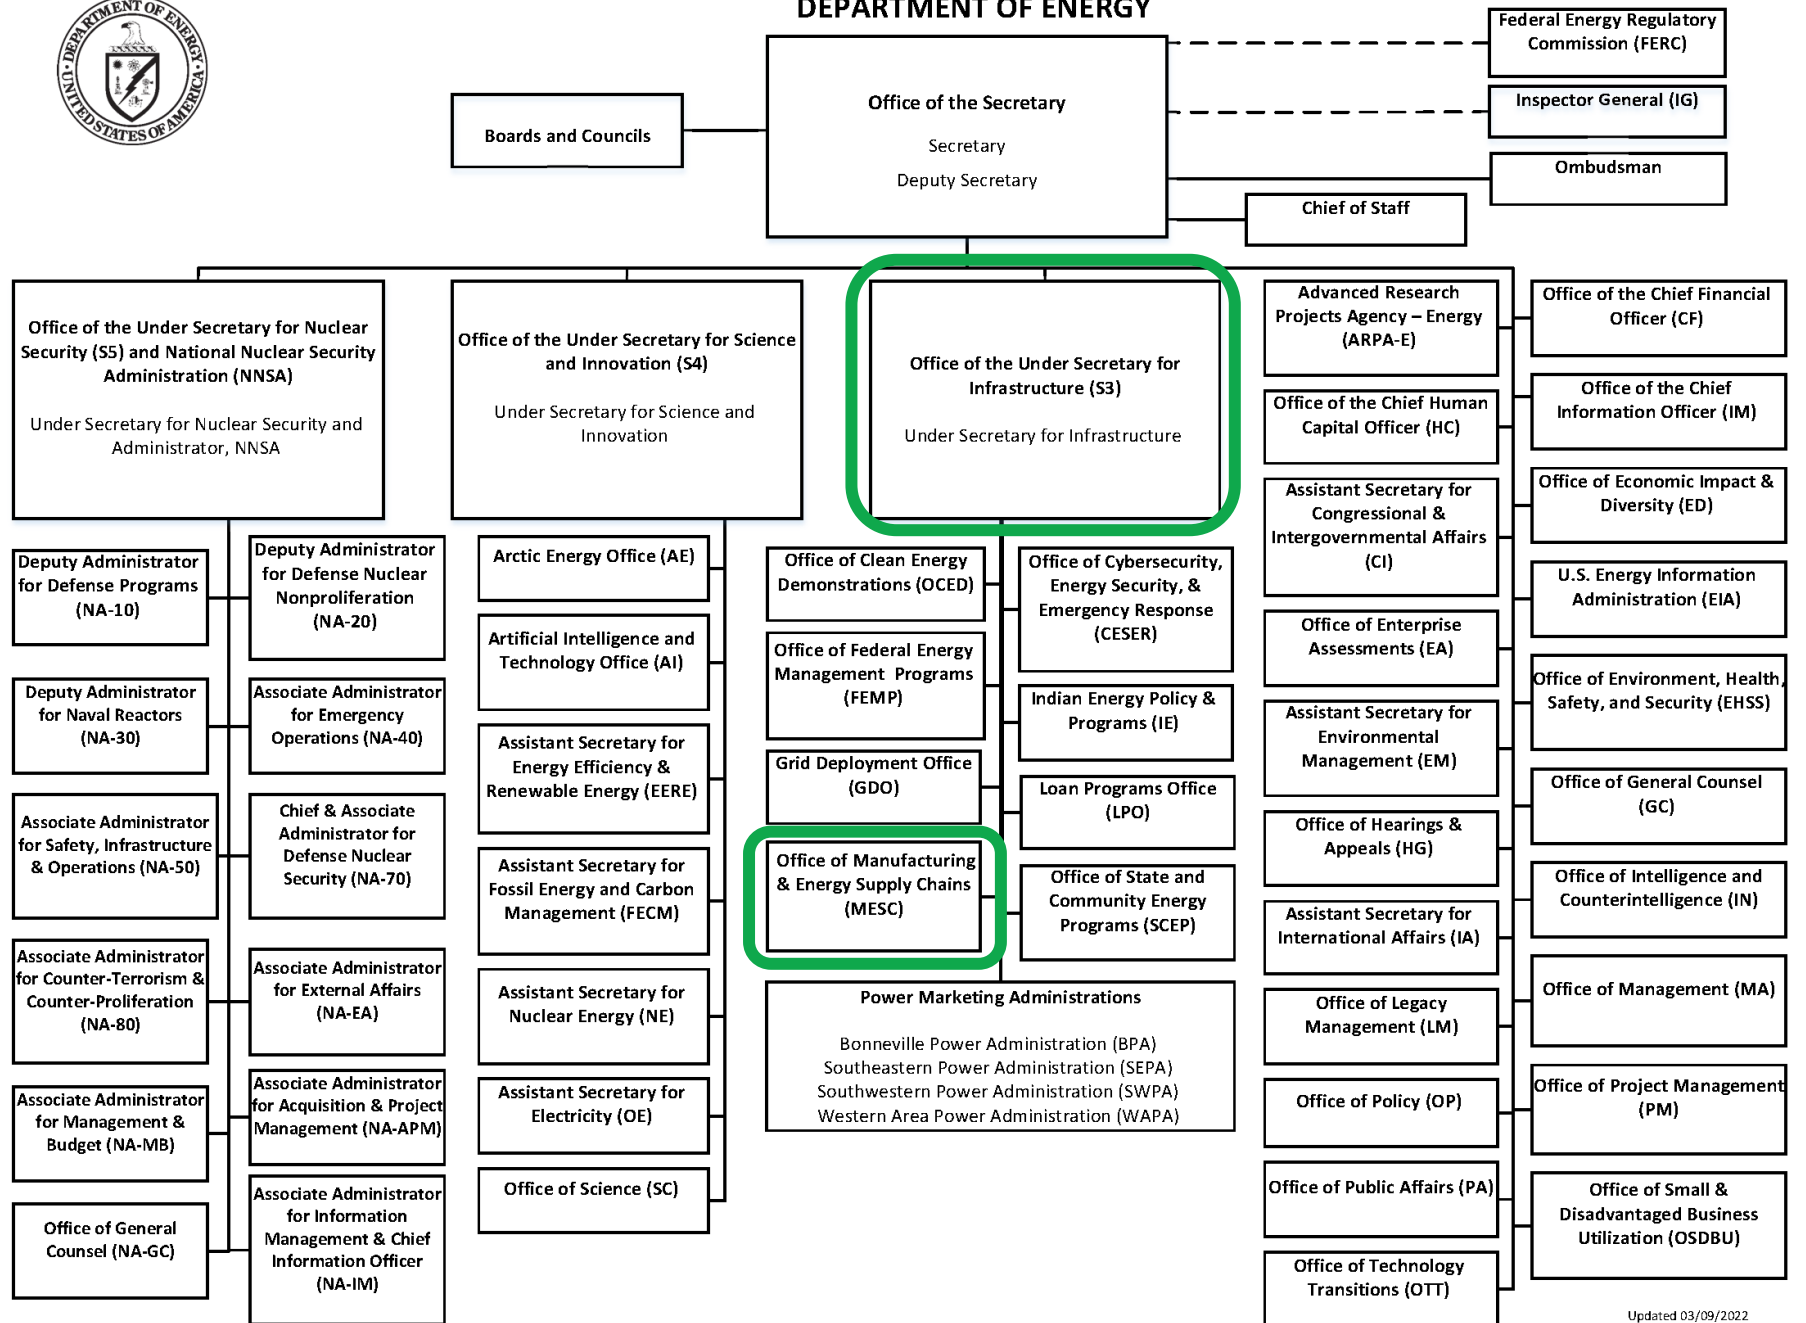 DEPARTMENT OF ENERGY
DEPARTMENT OF ENERGY
UNITED STATES OF AMERICA
Federal Energy Regulatory
Commission (FERC)
Office of the Secretary
Secretary
Deputy Secretary
Inspector General (IG)
Boards and Councils
Ombudsman
Chief of Staff
Office of the Under Secretary for Nuclear
Security (S5) and National Nuclear Security
Administration (NNSA)
Under Secretary for Nuclear Security and
Administrator, NNSA
Office of the Under Secretary for Science
and Innovation (S4)
Under Secretary for Science and
Innovation
Office of the Under Secretary for
Infrastructure (S3)
Under Secretary for Infrastructure
Deputy Administrator
for Defense Programs
(NA-10)
Deputy Administrator
for Defense Nuclear
Nonproliferation
(NA-20)
Deputy Administrator
for Naval Reactors
(NA-30)
Associate Administrator
for Emergency
Operations (NA-40)
Associate Administrator
for Safety, Infrastructure
& Operations (NA-50)
Chief & Associate
Administrator for
Defense Nuclear
Security (NA-70)
Associate Administrator
for Counter-Terrorism &
Counter-Proliferation
(NA-80)
Associate Administrator
for External Affairs
(NA-EA)
Associate Administrator
for Management &
Budget (NA-MB)
Associate Administrator
for Acquisition & Project
Management (NA-APM)
Office of General
Counsel (NA-GC)
Associate Administrator
for Information
Management & Chief
Information Officer
(NA-IM)
Arctic Energy Office (AE)
Artificial Intelligence and
Technology Office (AI)
Assistant Secretary for
Energy Efficiency &
Renewable Energy (EERE)
Assistant Secretary for
Fossil Energy and Carbon
Management (FECM)
Assistant Secretary for
Nuclear Energy (NE)
Assistant Secretary for
Electricity (OE)
Office of Science (SC)
Office of Clean Energy
Demonstrations (OCED)
Office of Cybersecurity,
Energy Security, &
Emergency Response
(CESER)
Office of Federal Energy
Management Programs
(FEMP)
Indian Energy Policy &
Programs (IE)
Grid Deployment Office
(GDO)
Loan Programs Office
(LPO)
Office of Manufacturing
& Energy Supply Chains
(MESC)
Office of State and
Community Energy
Programs (SCEP)
Power Marketing Administrations
Bonneville Power Administration (BPA)
Southeastern Power Administration (SEPA)
Southwestern Power Administration (SWPA)
Western Area Power Administration (WAPA)
Advanced Research
Projects Agency – Energy
(ARPA-E)
Office of the Chief Human
Capital Officer (HC)
Assistant Secretary for
Congressional &
Intergovernmental Affairs
(CI)
Office of Enterprise
Assessments (EA)
Assistant Secretary for
Environmental
Management (EM)
Office of Hearings &
Appeals (HG)
Assistant Secretary for
International Affairs (IA)
Office of Legacy
Management (LM)
Office of Policy (OP)
Office of Public Affairs (PA)
Office of Technology
Transitions (OTT)
Office of the Chief Financial
Officer (CF)
Office of the Chief
Information Officer (IM)
Office of Economic Impact &
Diversity (ED)
U.S. Energy Information
Administration (EIA)
Office of Environment, Health,
Safety, and Security (EHSS)
Office of General Counsel
(GC)
Office of Intelligence and
Counterintelligence (IN)
Office of Management (MA)
Office of Project Management
(PM)
Office of Small &
Disadvantaged Business
Utilization (OSDBU)
Updated 03/09/2022